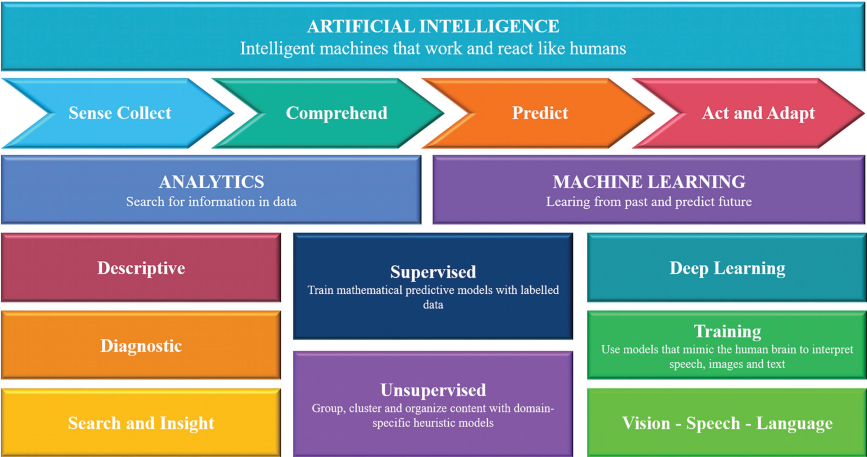 ARTIFICIAL INTELLIGENCE
Intelligent machines that work and react like humans
Sense Collect
Comprehend
Predict
Act and Adapt
ANALYTICS
Search for information in data
MACHINE LEARNING
Learing from past and predict future
Descriptive
Diagnostic
Search and Insight
Supervised
Train mathematical predictive models with labelled
data
Unsupervised
Group, cluster and organize content with domain-
specific heuristic models
Deep Learning
Training
Use models that mimic the human brain to interpret
speech, images and text
Vision - Speech - Language